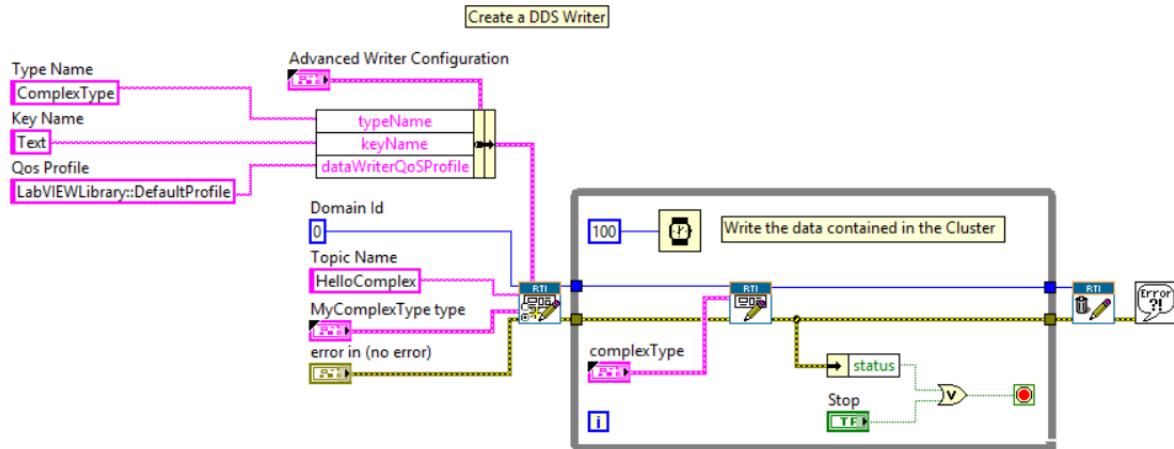 Create a DDS Writer
Advanced Writer Configuration
Type Name
ComplexType
typeName
Key Name
Text
keyName
Qos Profile
dataWriterQoSProfile
LabVIEWLibrary::DefaultProfile
Domain Id
0
100
Write the data contained in the Cluster
Topic Name
HelloComplex
RTI
RTI
RTI
Error
?!
MyComplexType type
error in (no error)
complexType
status
Stop
TF
V
i